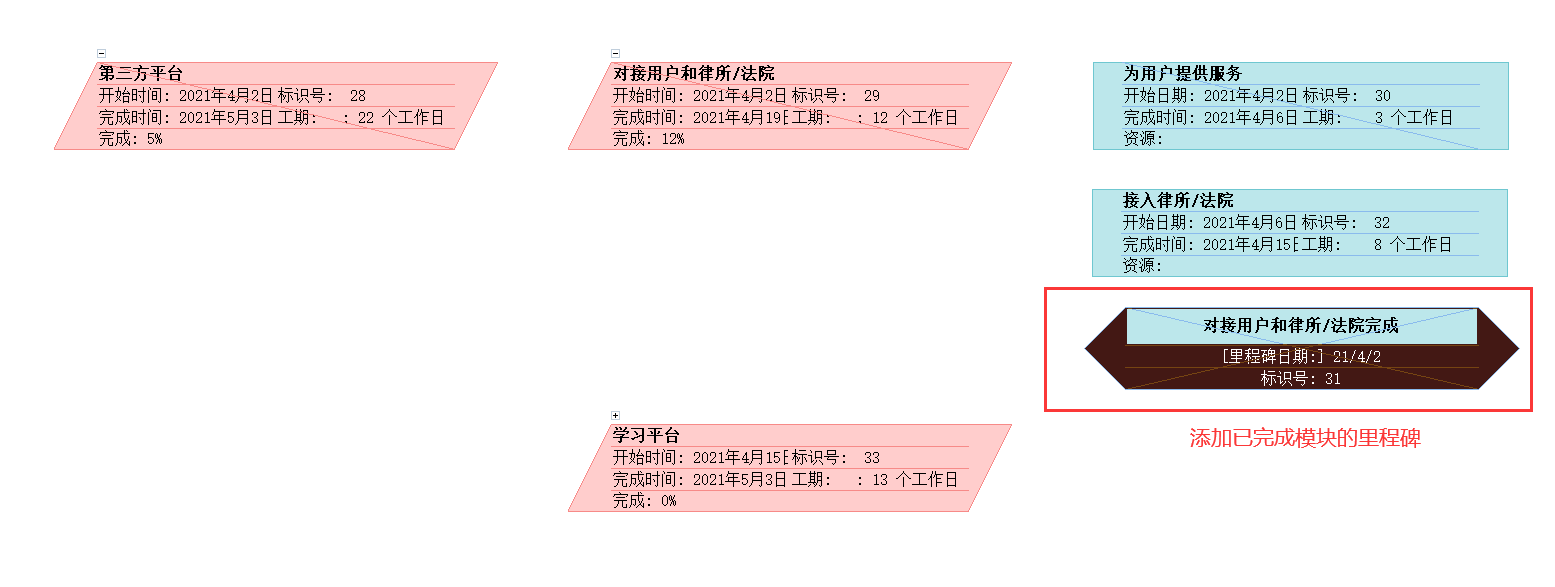 第三方平台
开始时间: 2021年4月2日 标识号: 28
完成时间: 2021年5月3日 工期: : 22 个工作日
完成: 5%
对接用户和律所/法院
开始时间: 2021年4月2日 标识号: 29
完成时间: 2021年4月19日 工期: : 12 个工作日
完成: 12%
为用户提供服务
开始日期: 2021年4月2日 标识号: 30
完成时间: 2021年4月6日 工期: 3 个工作日
资源:
接入律所/法院
开始日期: 2021年4月6日 标识号: 32
完成时间: 2021年4月15日 工期: 8 个工作日
资源:
对接用户和律所/法院完成
[里程碑日期:] 21/4/2
标识号: 31
添加已完成模块的里程碑
学习平台
开始时间: 2021年4月15日 标识号: 33
完成时间: 2021年5月3日 工期: : 13 个工作日
完成: 0%